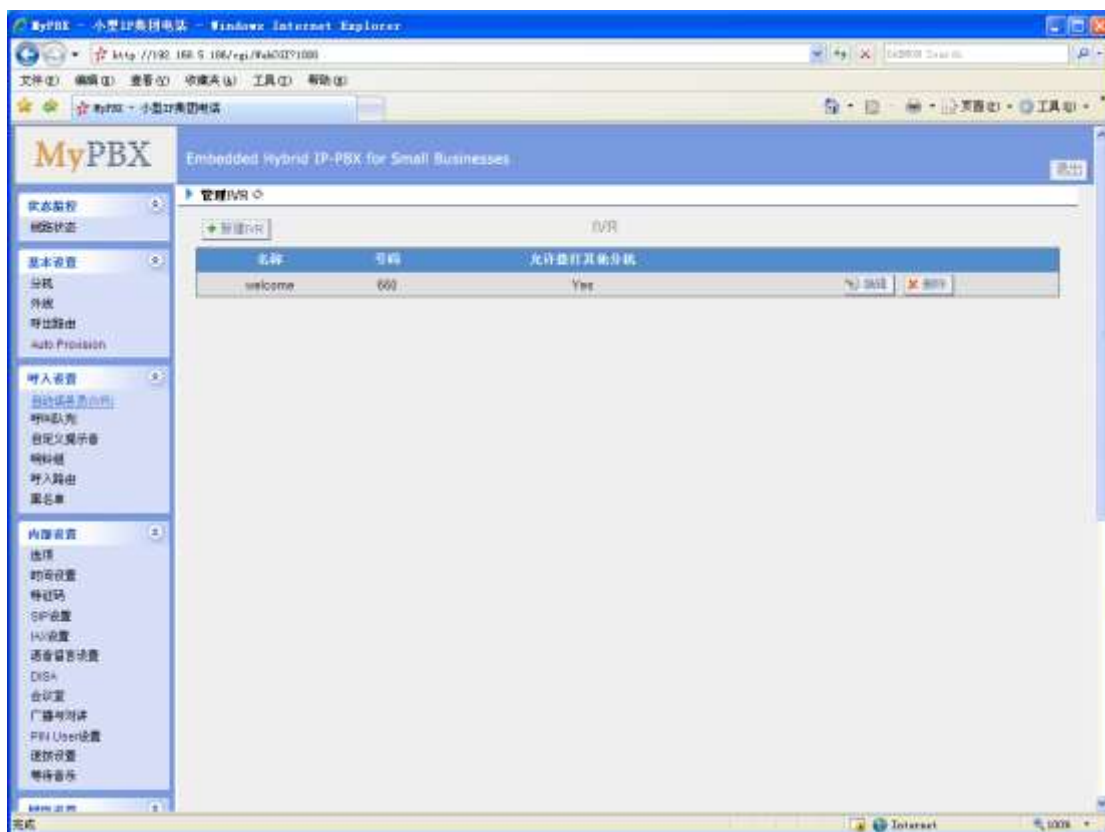 MyPBX - 小型IP集团电话 - Windows Internet Explorer
文件(F) 编辑(E) 查看(V) 收藏夹(A) 工具(T) 帮助(H)
MyPBX - 小型IP集团电话
页面(P) 工具(O)
MyPBX
Embedded Hybrid IP-PBX for Small Businesses
退出
状态监控
线路状态
基本设置
分机
外线
呼出路由
Auto Provision
呼入设置
自动话务员(IVR)
呼叫队列
自定义提示音
响铃组
呼入路由
黑名单
内部设置
选项
时间设置
特征码
SIP设置
IAX设置
语音留言设置
DISA
会议室
广播与对讲
PIN User设置
速拨设置
等待音乐
管理IVR
新建IVR
IVR
名称 号码 允许拨打其他分机
welcome 660 Yes 编辑 删除
完成
Internet
100%